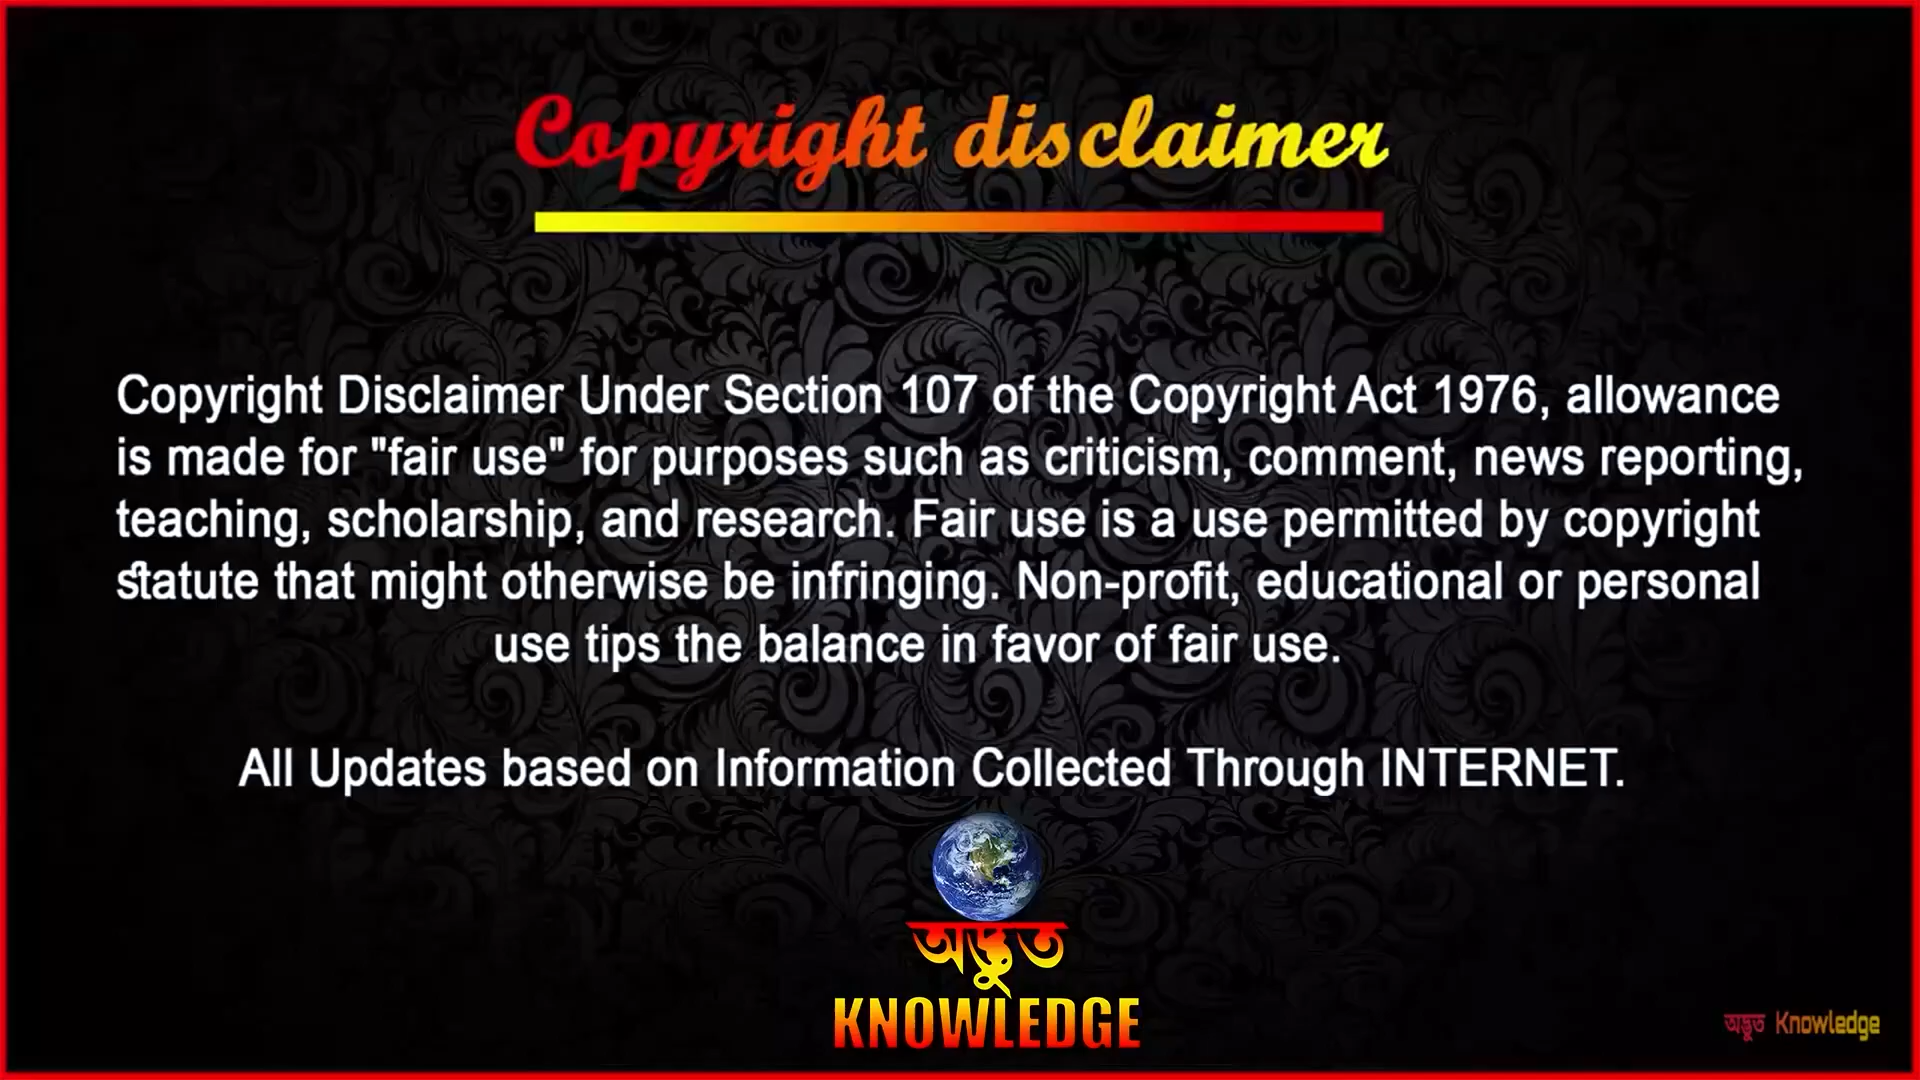 Copyright disclaimer
Copyright Disclaimer Under Section 107 of the Copyright Act 1976, allowance
is made for "fair use" for purposes such as criticism, comment, news reporting,
teaching, scholarship, and research. Fair use is a use permitted by copyright
statute that might otherwise be infringing. Non-profit, educational or personal
use tips the balance in favor of fair use.
All Updates based on Information Collected Through INTERNET.
অদ্ভুত
KNOWLEDGE
অদ্ভুত Knowledge